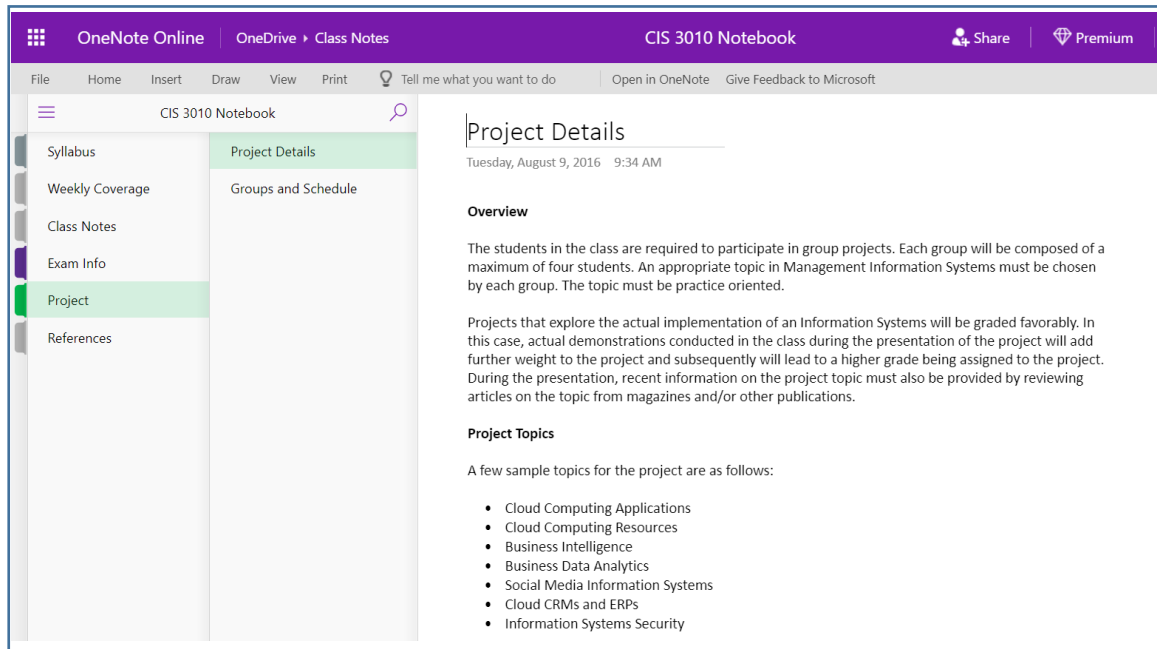 OneNote Online OneDrive ▸ Class Notes CIS 3010 Notebook Share Premium
File Home Insert Draw View Print Tell me what you want to do Open in OneNote Give Feedback to Microsoft
CIS 3010 Notebook
Syllabus
Weekly Coverage
Class Notes
Exam Info
Project
References
Project Details
Groups and Schedule
Project Details
Tuesday, August 9, 2016 9:34 AM
Overview
The students in the class are required to participate in group projects. Each group will be composed of a
maximum of four students. An appropriate topic in Management Information Systems must be chosen
by each group. The topic must be practice oriented.
Projects that explore the actual implementation of an Information Systems will be graded favorably. In
this case, actual demonstrations conducted in the class during the presentation of the project will add
further weight to the project and subsequently will lead to a higher grade being assigned to the project.
During the presentation, recent information on the project topic must also be provided by reviewing
articles on the topic from magazines and/or other publications.
Project Topics
A few sample topics for the project are as follows:
• Cloud Computing Applications
• Cloud Computing Resources
• Business Intelligence
• Business Data Analytics
• Social Media Information Systems
• Cloud CRMs and ERPs
• Information Systems Security